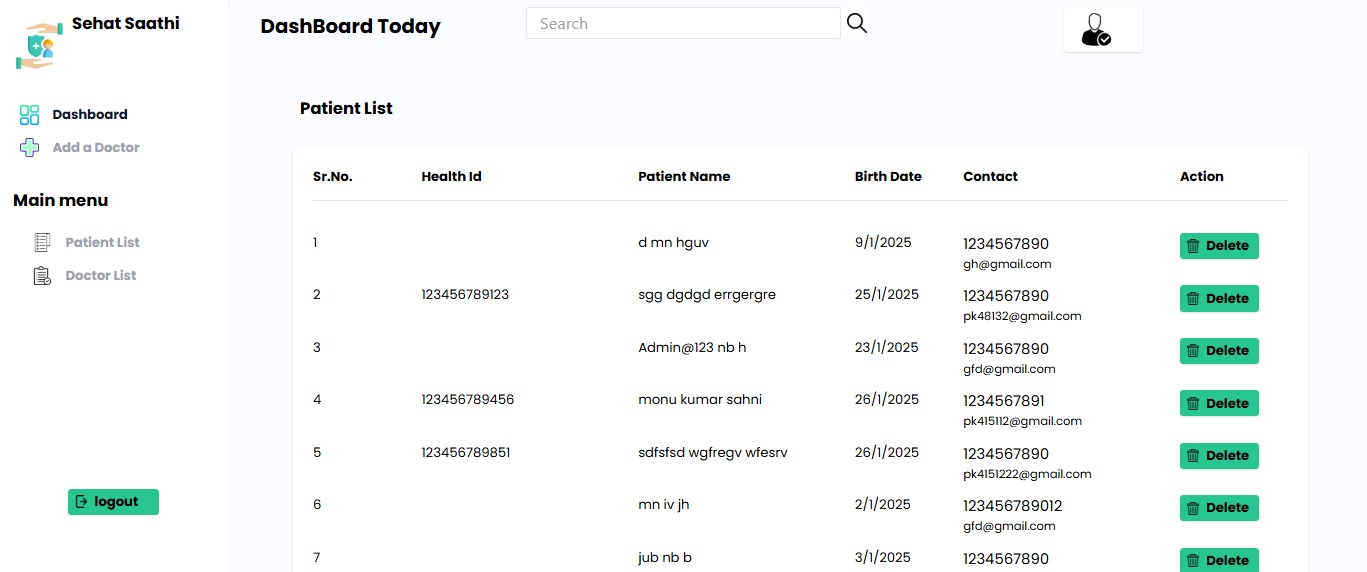 Sehat Saathi
DashBoard Today
Search
Dashboard
Add a Doctor
Main menu
Patient List
Doctor List
logout
Patient List
Sr.No. Health Id Patient Name Birth Date Contact Action
1 d mn hguv 9/1/2025 1234567890 Delete
gh@gmail.com
2 123456789123 sgg dgdgd errgergre 25/1/2025 1234567890 Delete
pk48132@gmail.com
3 Admin@123 nb h 23/1/2025 1234567890 Delete
gfd@gmail.com
4 123456789456 monu kumar sahni 26/1/2025 1234567891 Delete
pk415112@gmail.com
5 123456789851 sdfsfsd wgfregv wfesrv 26/1/2025 1234567890 Delete
pk4151222@gmail.com
6 mn iv jh 2/1/2025 123456789012 Delete
gfd@gmail.com
7 jub nb b 3/1/2025 1234567890 Delete